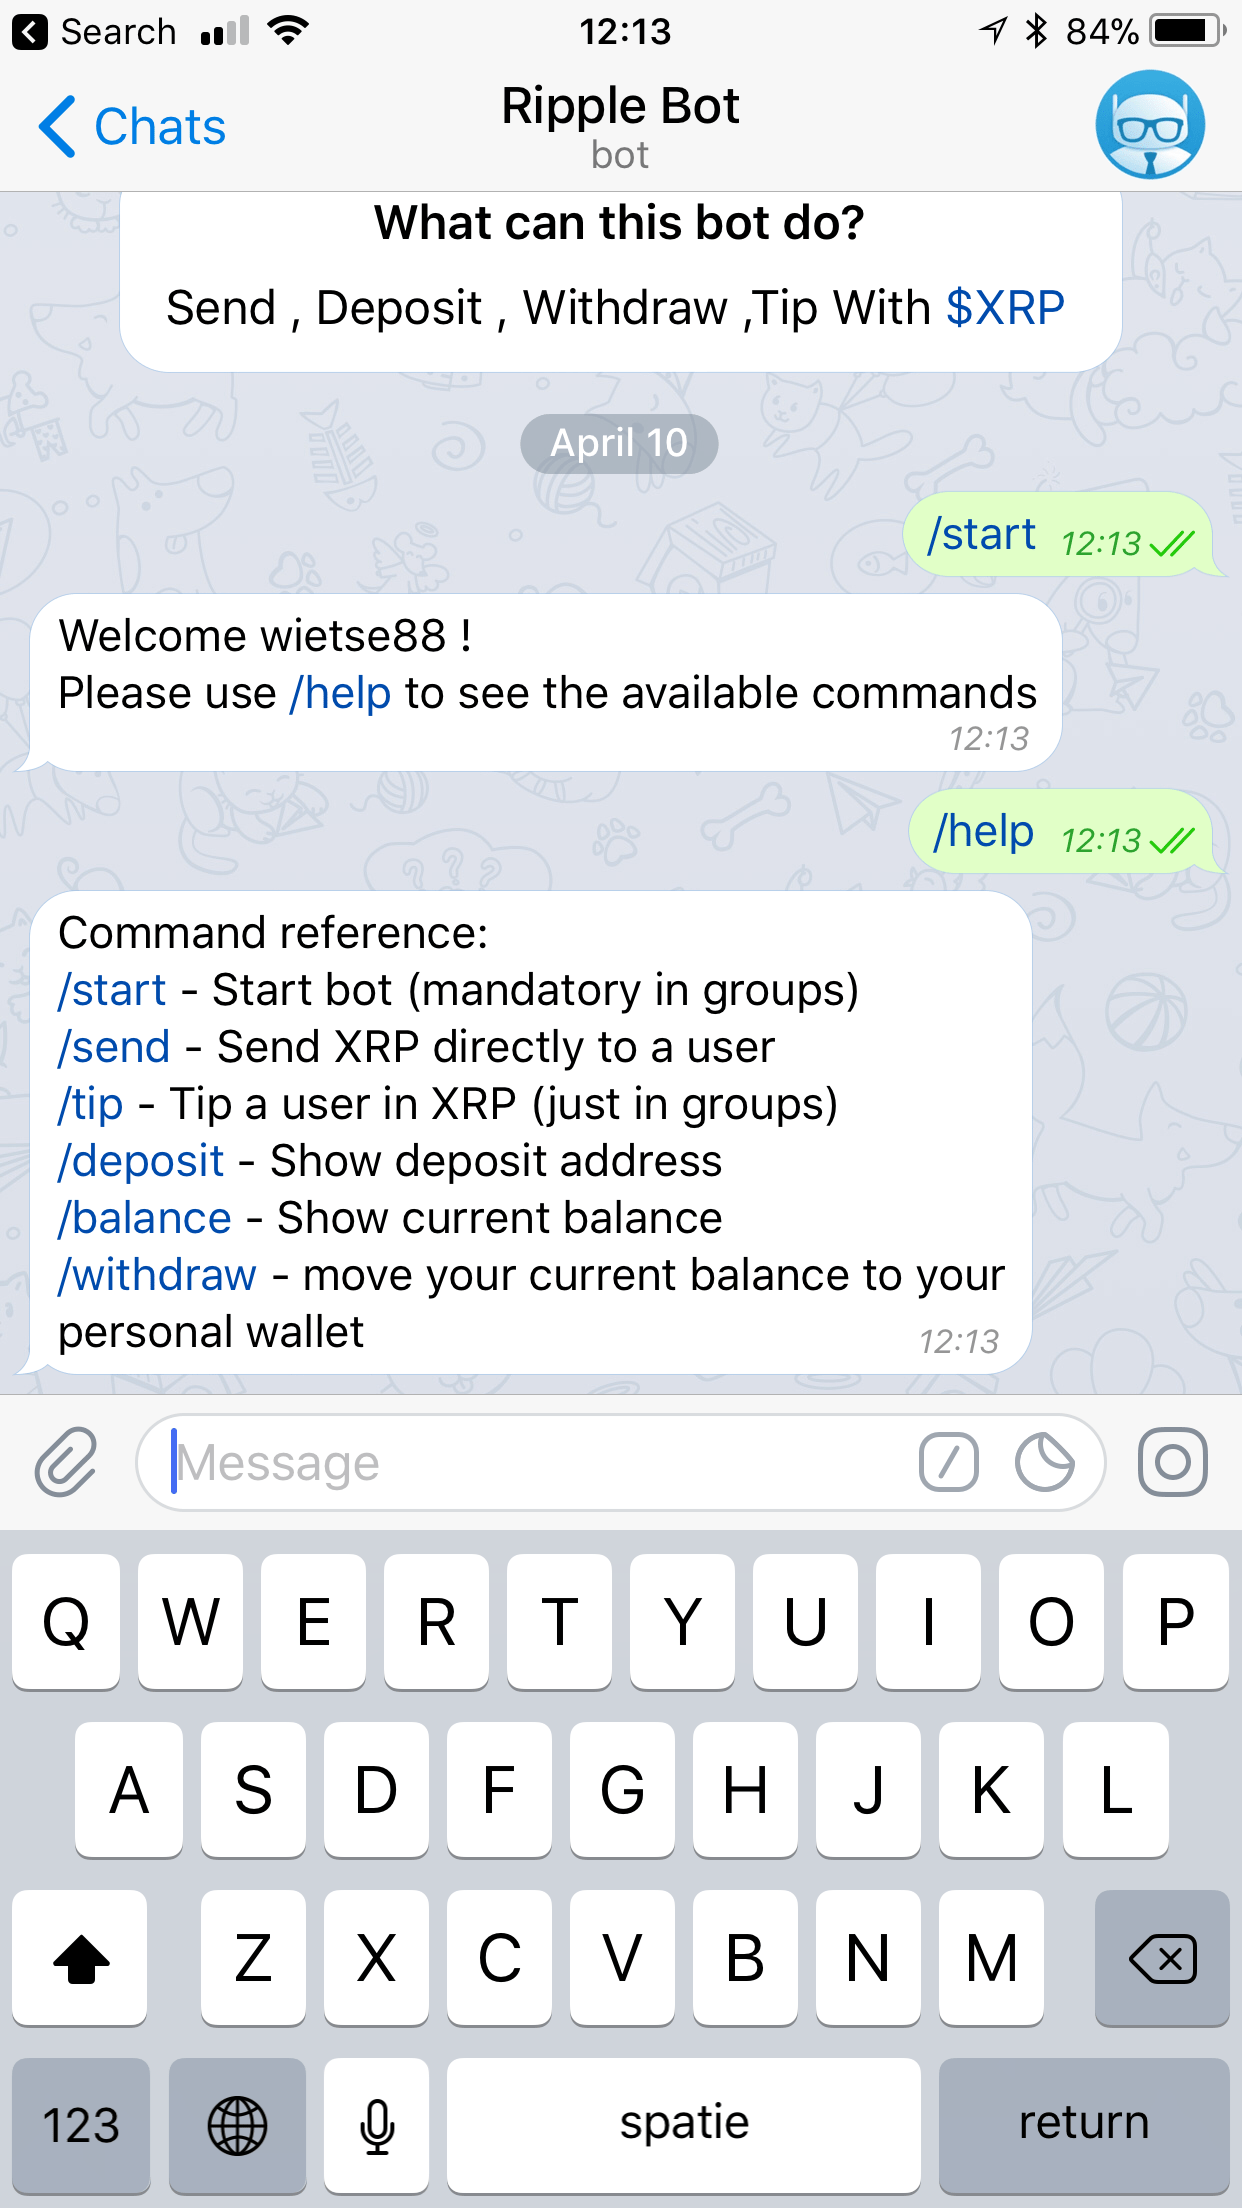 Search 12:13 84%
Chats
Ripple Bot
bot
What can this bot do?
Send , Deposit , Withdraw ,Tip With $XRP
April 10
/start 12:13
Welcome wietse88 !
Please use /help to see the available commands
12:13
/help 12:13
Command reference:
/start - Start bot (mandatory in groups)
/send - Send XRP directly to a user
/tip - Tip a user in XRP (just in groups)
/deposit - Show deposit address
/balance - Show current balance
/withdraw - move your current balance to your
personal wallet 12:13
Message
Q W E R T Y U I O P
A S D F G H J K L
Z X C V B N M
123 spatie return